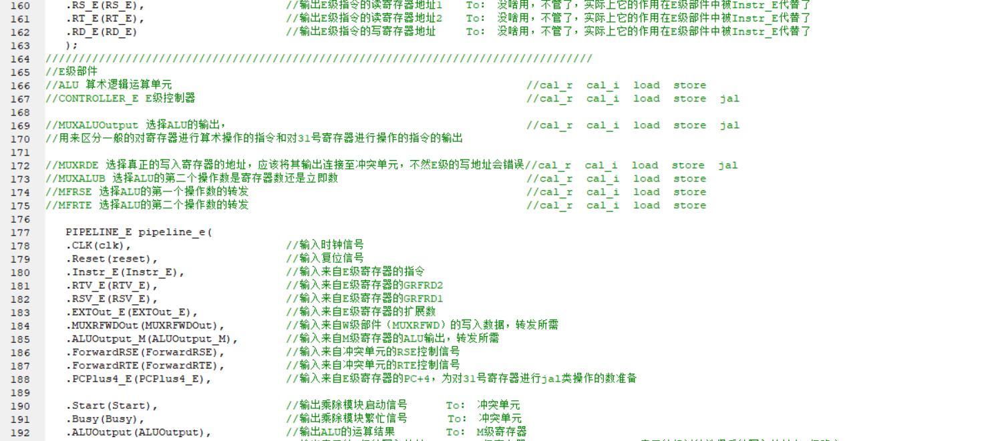 160 .RS_E(RS_E), //输出E级指令的读寄存器地址1 To: 没啥用，不管了，实际上它的作用在E级部件中被Instr_E代替了
161 .RT_E(RT_E), //输出E级指令的读寄存器地址2 To: 没啥用，不管了，实际上它的作用在E级部件中被Instr_E代替了
162 .RD_E(RD_E) //输出E级指令的写寄存器地址 To: 没啥用，不管了，实际上它的作用在E级部件中被Instr_E代替了
163 );
164 //////////////////////////////////////////////////////////////////////////////////
165 //E级部件
166 //ALU 算术逻辑运算单元 //cal_r cal_i load store
167 //CONTROLLER_E E级控制器 //cal_r cal_i load store jal
168
169 //MUXALUOutput 选择ALU的输出， //cal_r cal_i load store jal
170 //用来区分一般的对寄存器进行算术操作的指令和对31号寄存器进行操作的指令的输出
171
172 //MUXRDE 选择真正的写入寄存器的地址，应该将其输出连接至冲突单元，不然E级的写地址会错误//cal_r cal_i load store jal
173 //MUXALUB 选择ALU的第二个操作数是寄存器数还是立即数 //cal_r cal_i load store
174 //MFRSE 选择ALU的第一个操作数的转发 //cal_r cal_i load store
175 //MFRTE 选择ALU的第二个操作数的转发 //cal_r cal_i load store
176
177 PIPELINE_E pipeline_e(
178 .CLK(clk), //输入时钟信号
179 .Reset(reset), //输入复位信号
180 .Instr_E(Instr_E), //输入来自E级寄存器的指令
181 .RTV_E(RTV_E), //输入来自E级寄存器的GRFRD2
182 .RSV_E(RSV_E), //输入来自E级寄存器的GRFRD1
183 .EXTOut_E(EXTOut_E), //输入来自E级寄存器的扩展数
184 .MUXRFWDOut(MUXRFWDOut), //输入来自W级部件（MUXRFWD）的写入数据，转发所需
185 .ALUOutput_M(ALUOutput_M), //输入来自M级寄存器的ALU输出，转发所需
186 .ForwardRSE(ForwardRSE), //输入来自冲突单元的RSE控制信号
187 .ForwardRTE(ForwardRTE), //输入来自冲突单元的RTE控制信号
188 .PCPlus4_E(PCPlus4_E), //输入来自E级寄存器的PC+4，为对31号寄存器进行jal类操作的数准备
189
190 .Start(Start), //输出乘除模块启动信号 To: 冲突单元
191 .Busy(Busy), //输出乘除模块繁忙信号 To: 冲突单元
192 .ALUOutput(ALUOutput), //输出ALU的运算结果 To: M级寄存器